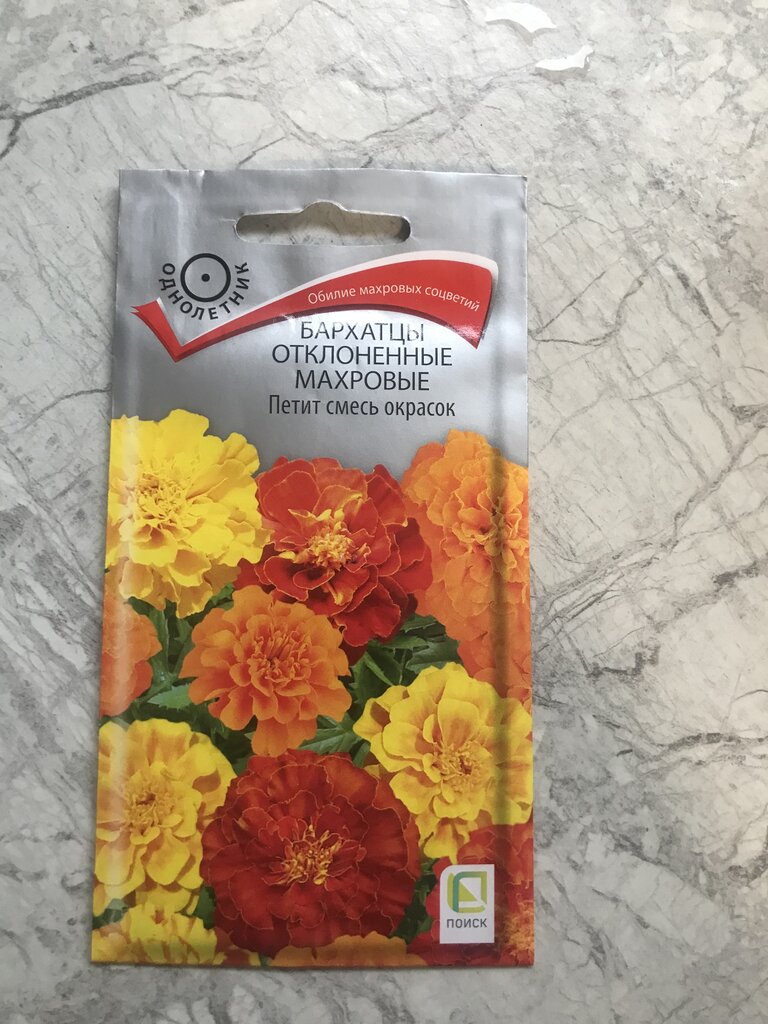 ОДНОЛЕТНИК
Обилие махровых соцветий
БАРХАТЦЫ
ОТКЛОНЕННЫЕ
МАХРОВЫЕ
Петит смесь окрасок
ПОИСК